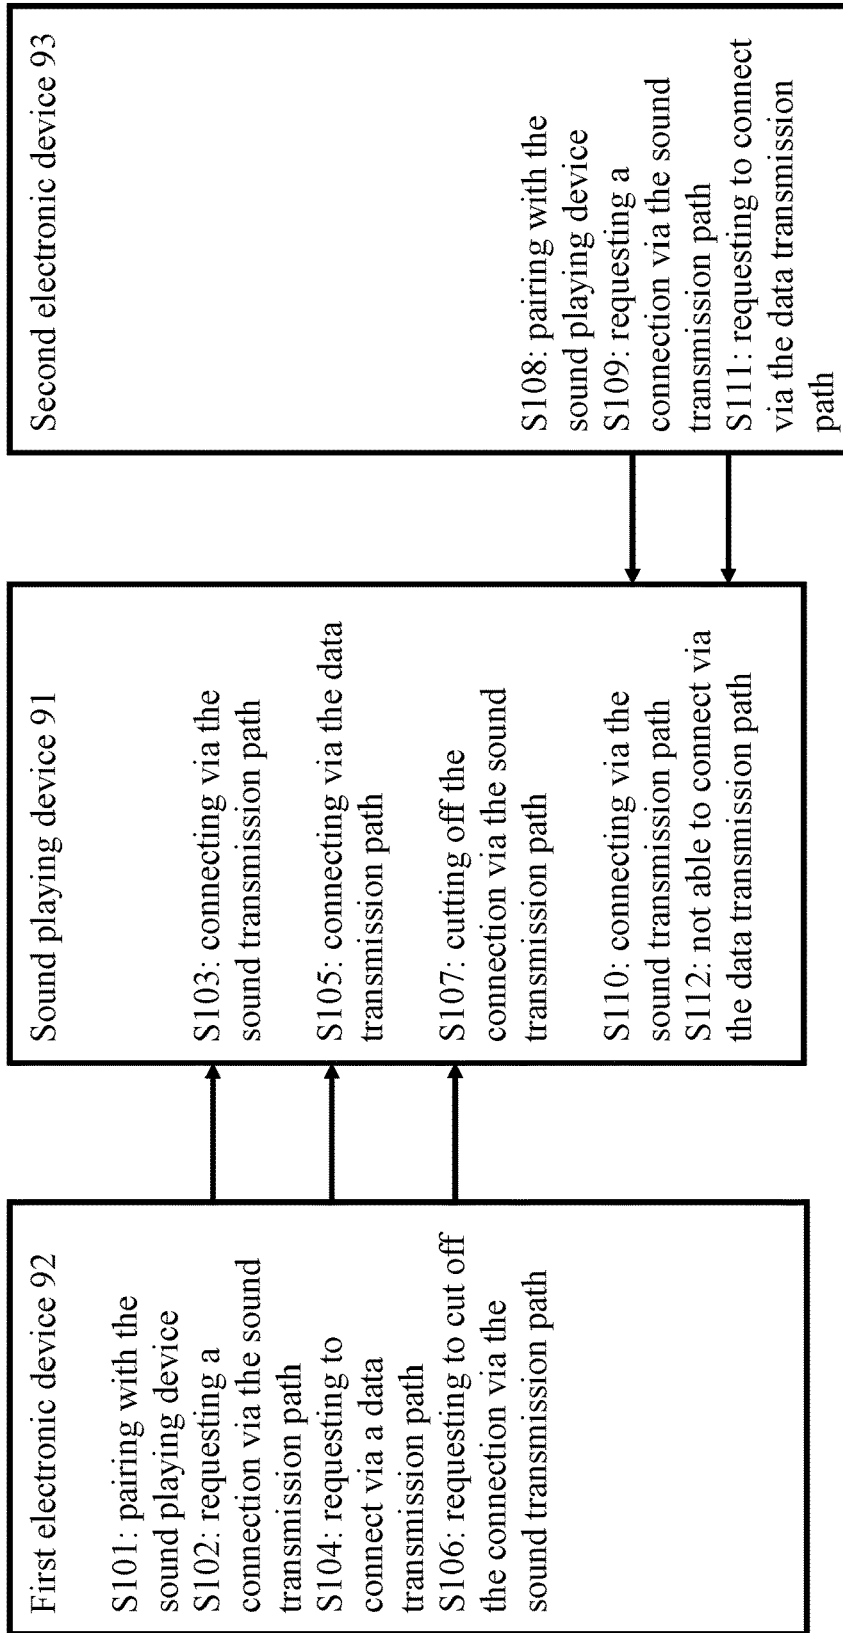 First electronic device 92
S101: pairing with the
sound playing device
S102: requesting a
connection via the sound
transmission path
S104: requesting to
connect via a data
transmission path
S106: requesting to cut off
the connection via the
sound transmission path
Sound playing device 91
S103: connecting via the
sound transmission path
S105: connecting via the data
transmission path
S107: cutting off the
connection via the sound
transmission path
S110: connecting via the
sound transmission path
S112: not able to connect via
the data transmission path
Second electronic device 93
S108: pairing with the
sound playing device
S109: requesting a
connection via the sound
transmission path
S111: requesting to connect
via the data transmission
path